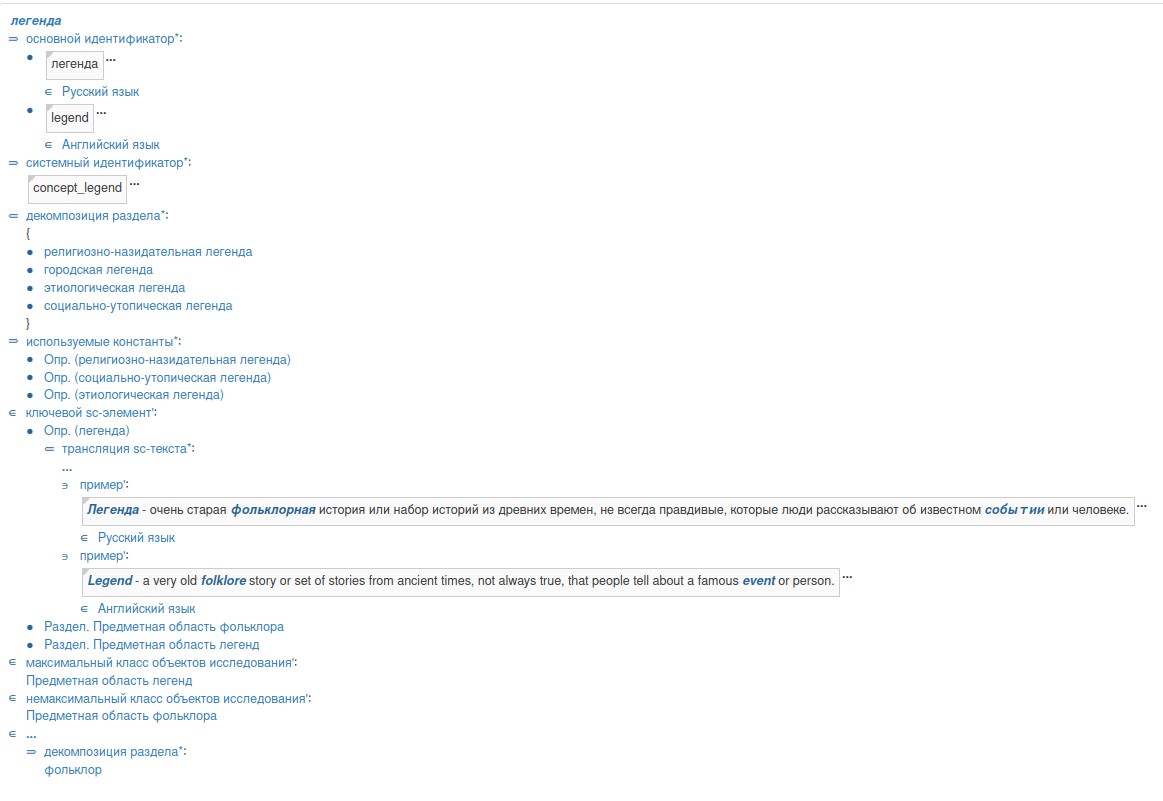 легенда
⇒ основной идентификатор*:
● легенда ...
∈ Русский язык
● legend ...
∈ Английский язык
⇒ системный идентификатор*:
concept_legend ...
⇐ декомпозиция раздела*:
{
● религиозно-назидательная легенда
● городская легенда
● этиологическая легенда
● социально-утопическая легенда
}
⇒ используемые константы*:
● Опр. (религиозно-назидательная легенда)
● Опр. (социально-утопическая легенда)
● Опр. (этиологическая легенда)
∈ ключевой sc-элемент':
● Опр. (легенда)
⇐ трансляция sc-текста*:
...
∋ пример':
Легенда - очень старая фольклорная история или набор историй из древних времен, не всегда правдивые, которые люди рассказывают об известном событии или человеке. ...
∈ Русский язык
∋ пример':
Legend - a very old folklore story or set of stories from ancient times, not always true, that people tell about a famous event or person. ...
∈ Английский язык
● Раздел. Предметная область фольклора
● Раздел. Предметная область легенд
∈ максимальный класс объектов исследования':
Предметная область легенд
∈ немаксимальный класс объектов исследования':
Предметная область фольклора
∈ ...
⇒ декомпозиция раздела*:
фольклор